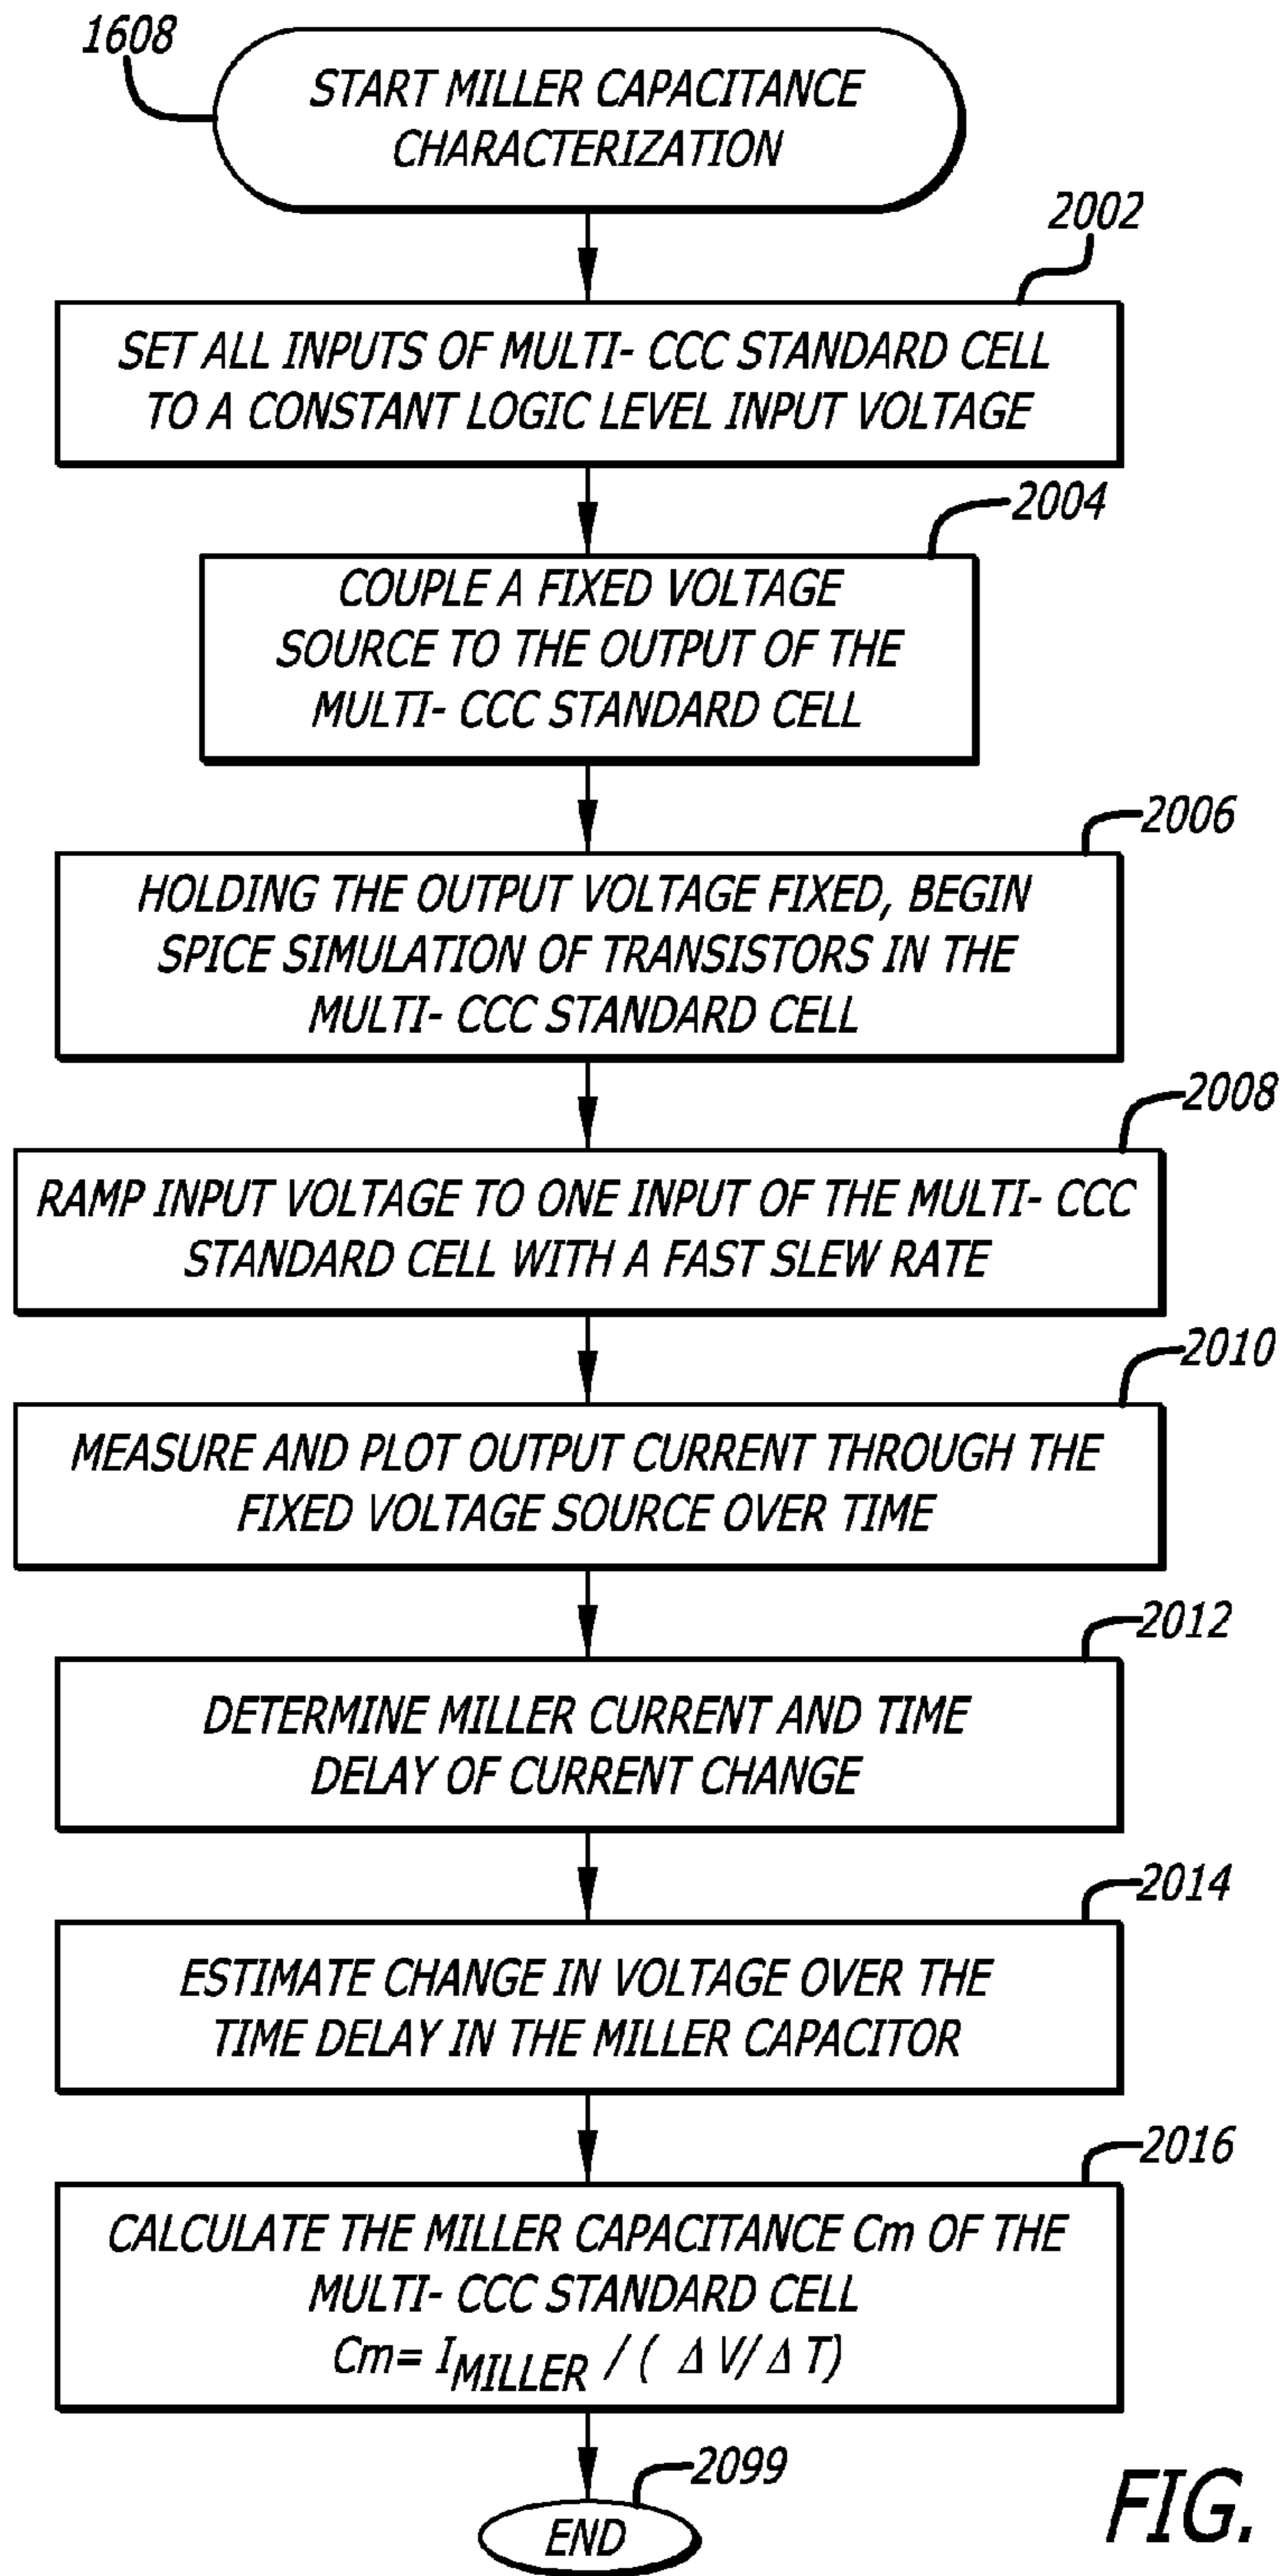 1608
START MILLER CAPACITANCE
CHARACTERIZATION
2002
SET ALL INPUTS OF MULTI- CCC STANDARD CELL
TO A CONSTANT LOGIC LEVEL INPUT VOLTAGE
2004
COUPLE A FIXED VOLTAGE
SOURCE TO THE OUTPUT OF THE
MULTI- CCC STANDARD CELL
2006
HOLDING THE OUTPUT VOLTAGE FIXED, BEGIN
SPICE SIMULATION OF TRANSISTORS IN THE
MULTI- CCC STANDARD CELL
2008
RAMP INPUT VOLTAGE TO ONE INPUT OF THE MULTI- CCC
STANDARD CELL WITH A FAST SLEW RATE
2010
MEASURE AND PLOT OUTPUT CURRENT THROUGH THE
FIXED VOLTAGE SOURCE OVER TIME
2012
DETERMINE MILLER CURRENT AND TIME
DELAY OF CURRENT CHANGE
2014
ESTIMATE CHANGE IN VOLTAGE OVER THE
TIME DELAY IN THE MILLER CAPACITOR
2016
CALCULATE THE MILLER CAPACITANCE Cm OF THE
MULTI- CCC STANDARD CELL
Cm= I MILLER / ( Δ V/ Δ T)
2099
END
FIG.